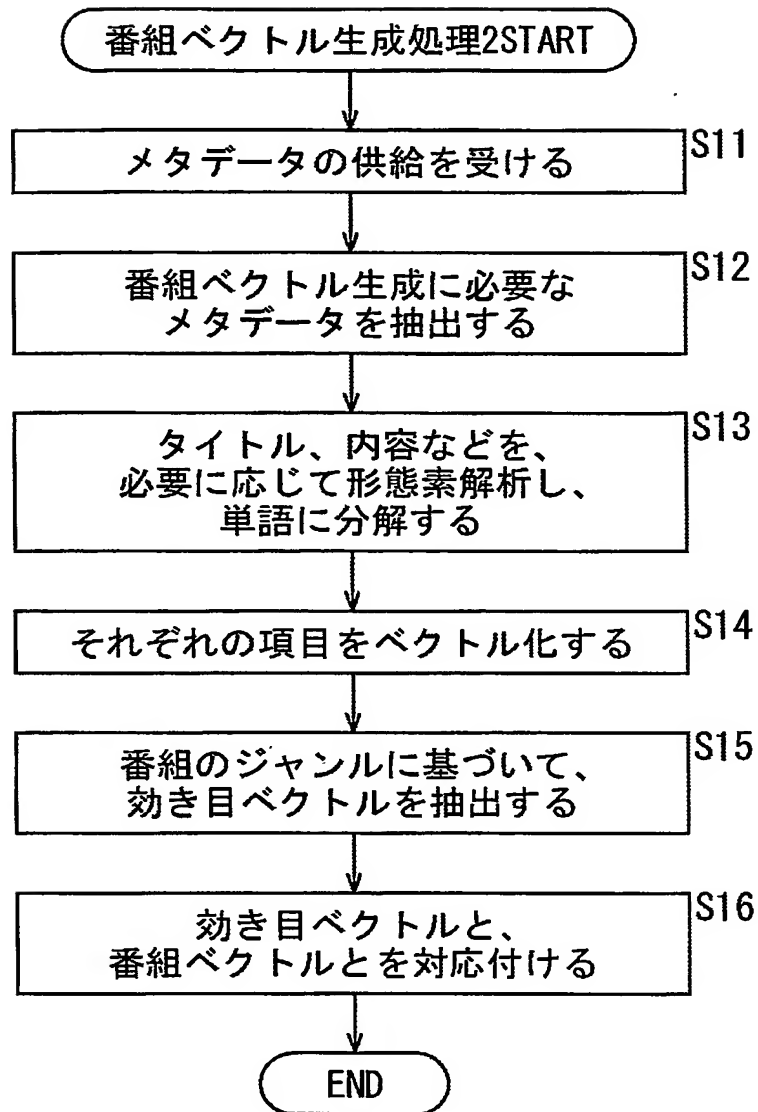 番組ベクトル生成処理2START
S11
メタデータの供給を受ける
S12
番組ベクトル生成に必要な
メタデータを抽出する
S13
タイトル、内容などを、
必要に応じて形態素解析し、
単語に分解する
S14
それぞれの項目をベクトル化する
S15
番組のジャンルに基づいて、
効き目ベクトルを抽出する
S16
効き目ベクトルと、
番組ベクトルとを対応付ける
END